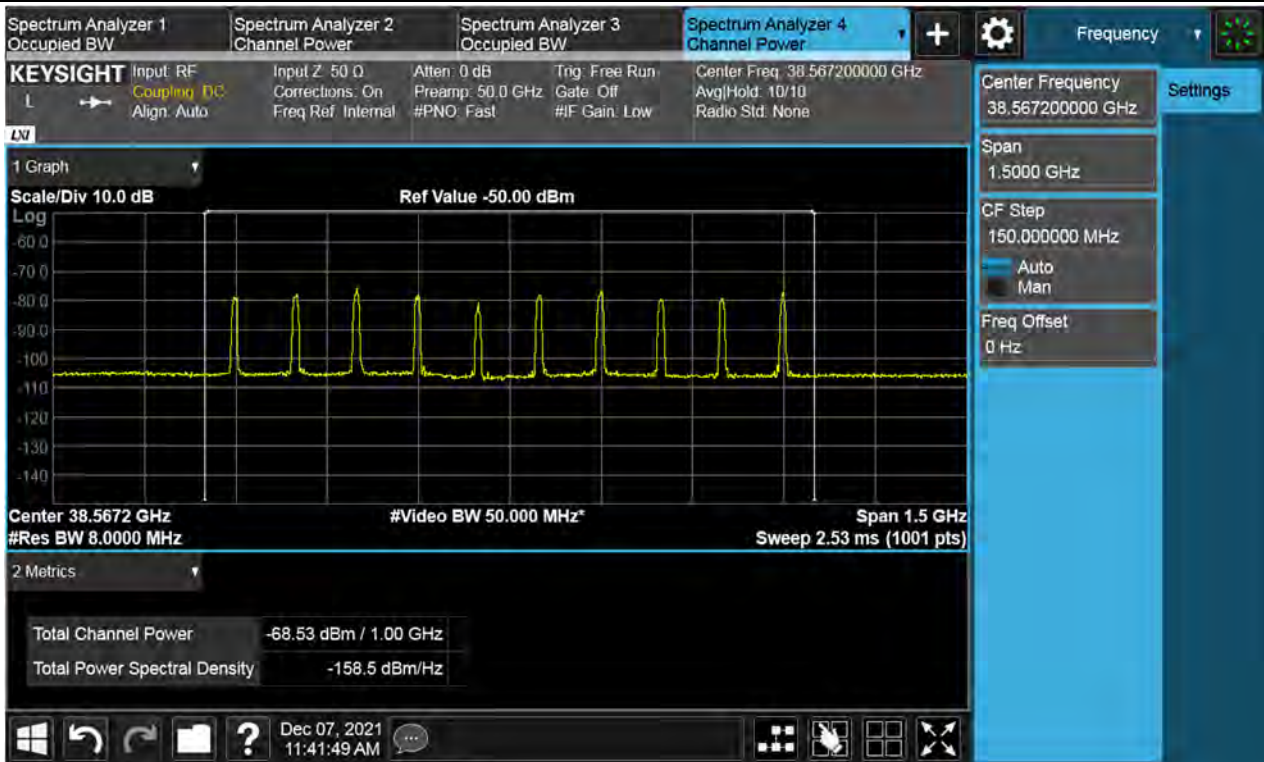 Spectrum Analyzer 1
Occupied BW
Spectrum Analyzer 2
Channel Power
Spectrum Analyzer 3
Occupied BW
Spectrum Analyzer 4
Channel Power
+
Frequency
KEYSIGHT
L
LXI
Input: RF
Coupling: DC
Align: Auto
Input Z: 50 Ω
Corrections: On
Freq Ref: Internal
Atten: 0 dB
Preamp: 50.0 GHz
#PNO: Fast
Trig: Free Run
Gate: Off
#IF Gain: Low
Center Freq: 38.567200000 GHz
Avg|Hold: 10/10
Radio Std: None
Center Frequency
38.567200000 GHz
Settings
Span
1.5000 GHz
CF Step
150.000000 MHz
Auto
Man
Freq Offset
0 Hz
1 Graph
Scale/Div 10.0 dB
Ref Value -50.00 dBm
Log
-60.0
-70.0
-80.0
-90.0
-100
-110
-120
-130
-140
Center 38.5672 GHz
#Video BW 50.000 MHz*
Span 1.5 GHz
#Res BW 8.0000 MHz
Sweep 2.53 ms (1001 pts)
2 Metrics
Total Channel Power
-68.53 dBm / 1.00 GHz
Total Power Spectral Density
-158.5 dBm/Hz
?
Dec 07, 2021
11:41:49 AM